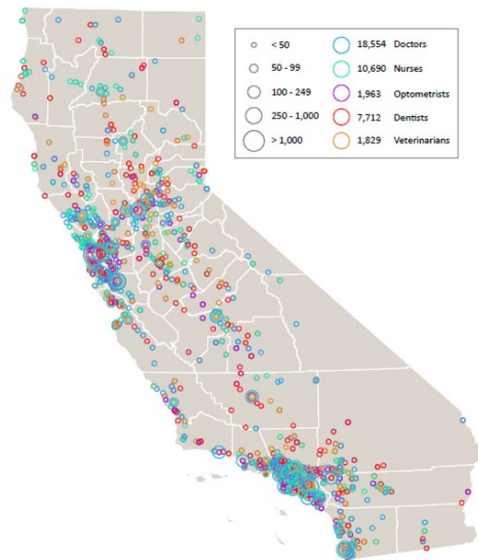 < 50 18,554 Doctors
50 - 99 10,690 Nurses
100 - 249 1,963 Optometrists
250 - 1,000 7,712 Dentists
> 1,000 1,829 Veterinarians